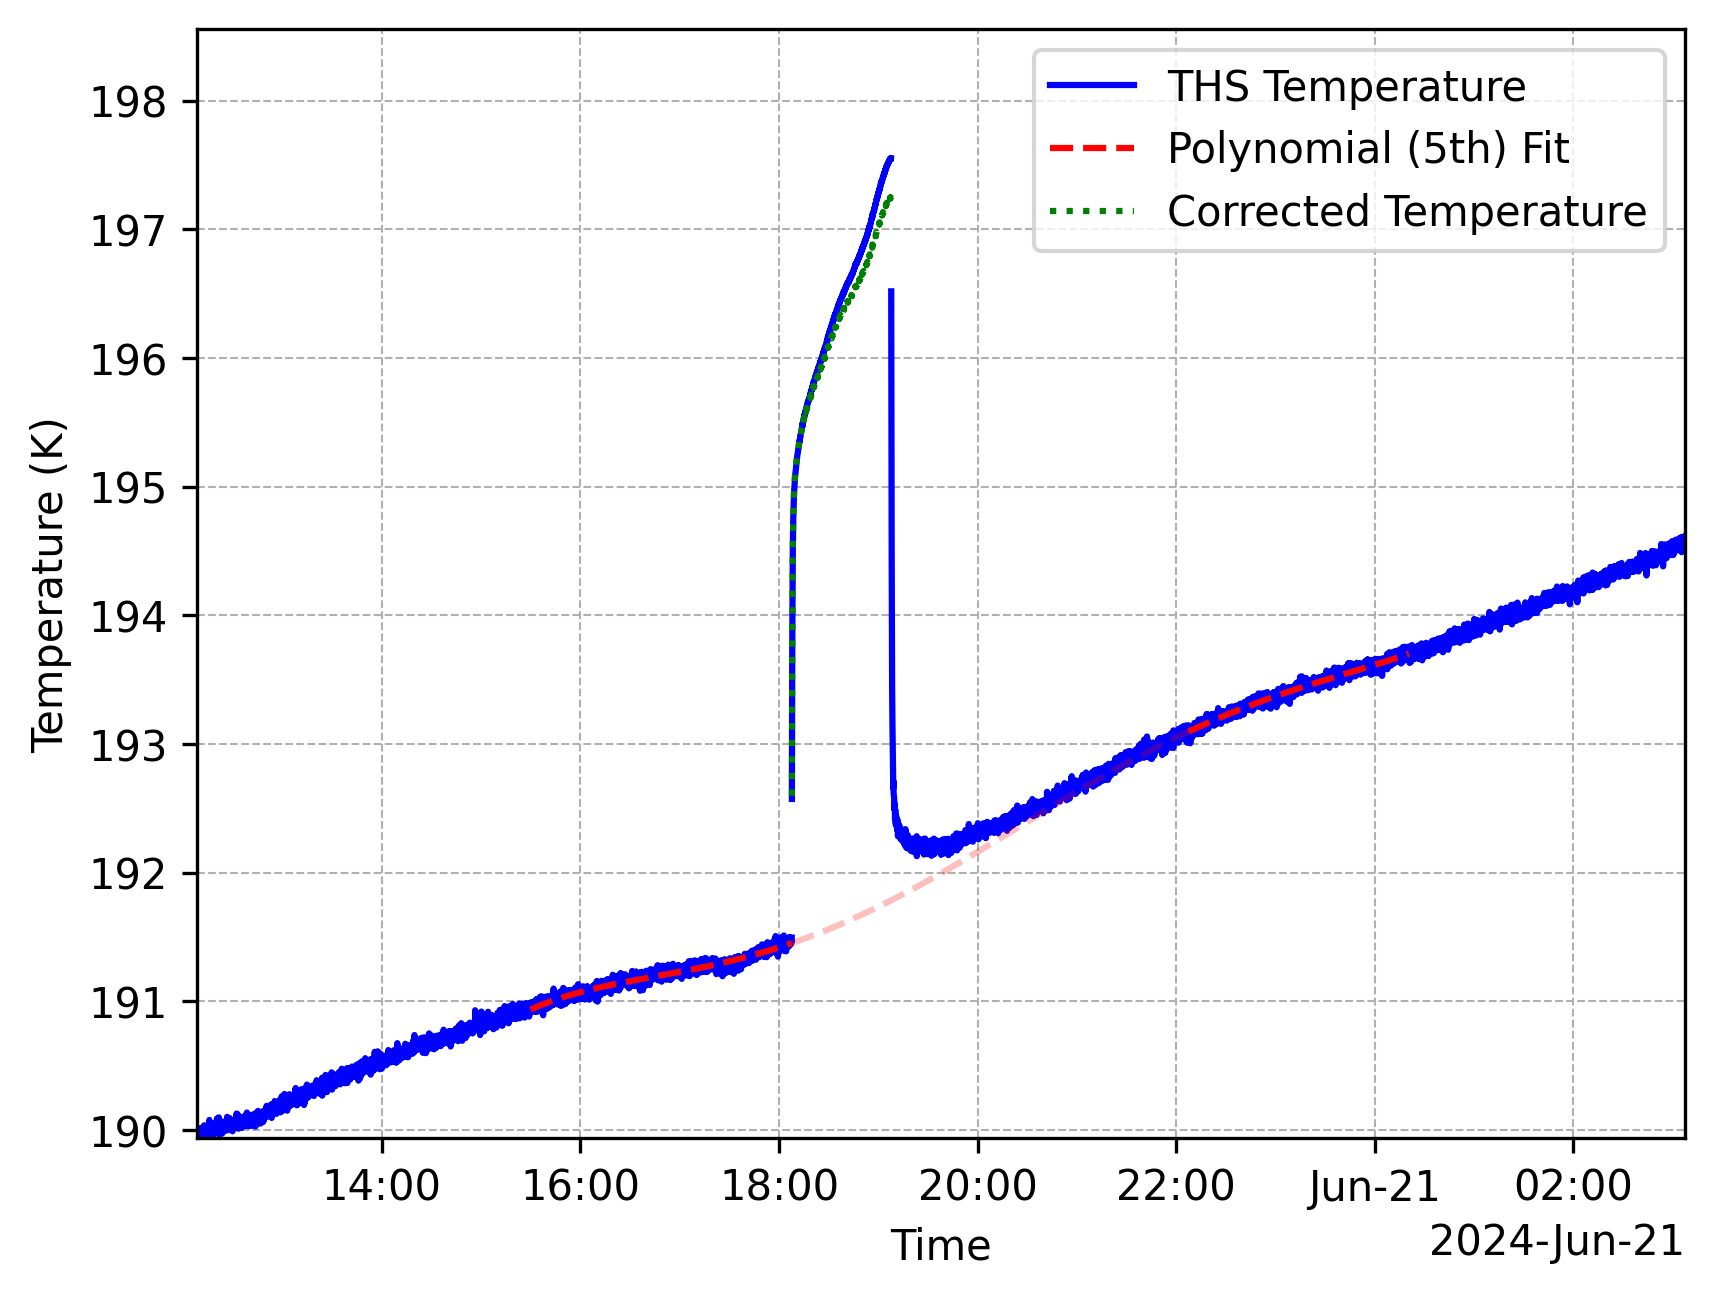 THS Temperature
Polynomial (5th) Fit
Corrected Temperature
198
197
196
195
194
193
192
191
190
Temperature (K)
14:00 16:00 18:00 20:00 22:00 Jun-21 02:00
2024-Jun-21
Time